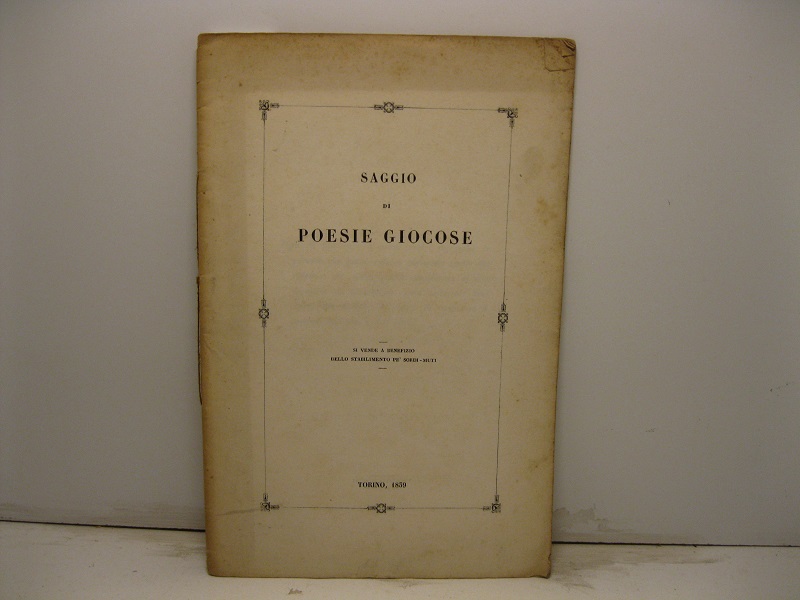 SAGGIO
DI
POESIE GIOCOSE
SI VENDE A BENEFIZIO
DELLO STABILIMENTO PE' SORDI-MUTI
TORINO, 1859